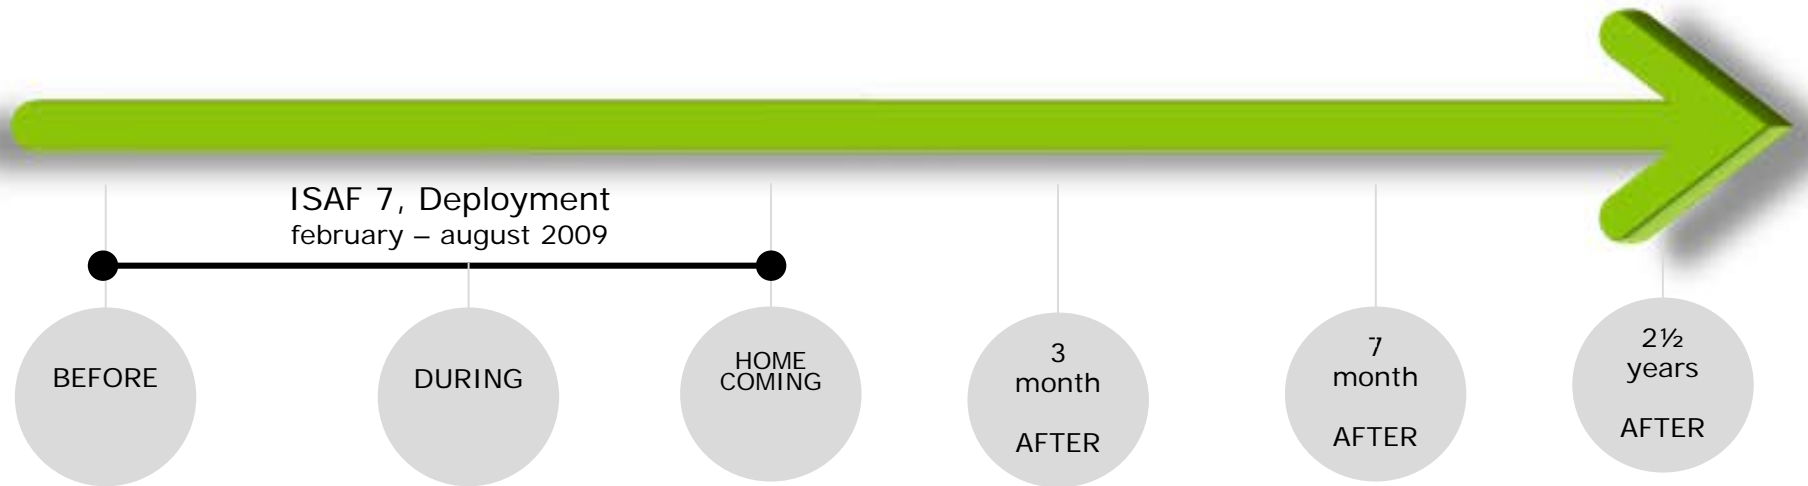 ISAF 7, Deployment
february – august 2009
BEFORE
DURING
HOME
COMING
3
month
AFTER
7
month
AFTER
2½
years
AFTER